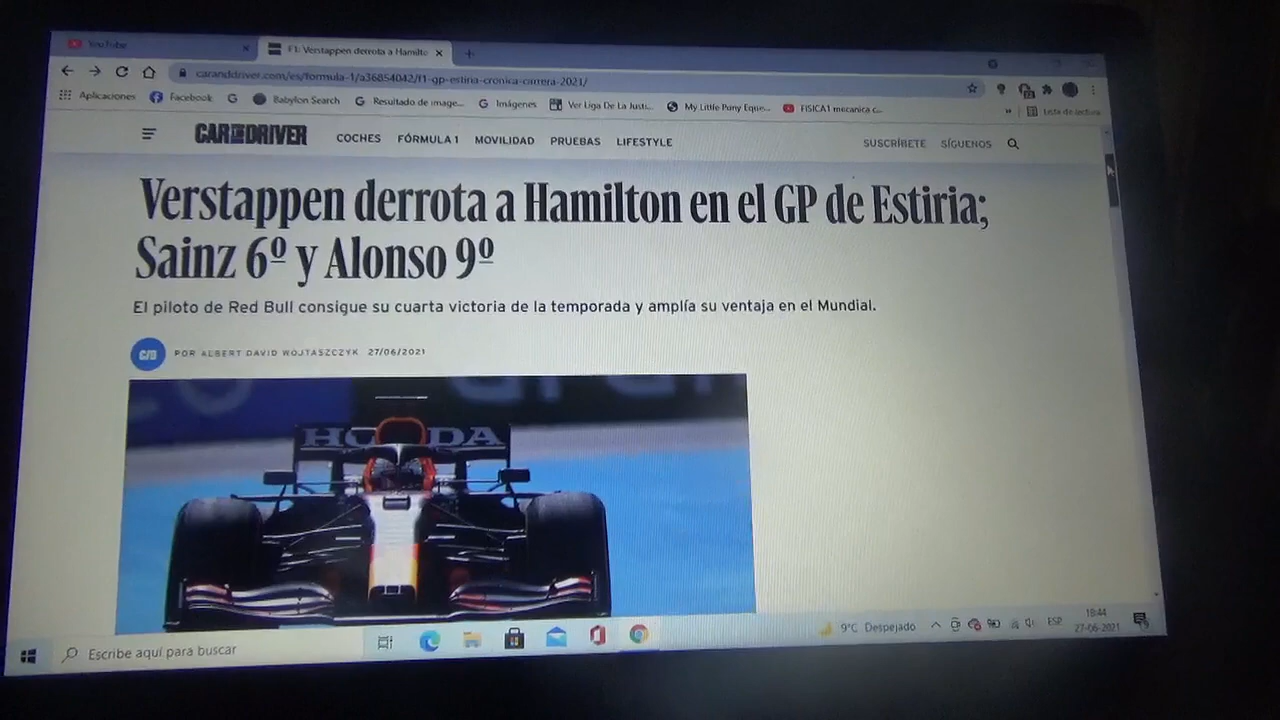 YouTube
F1: Verstappen derrota a Hamilto
caranddriver.com/es/formula-1/a36854042/f1-gp-estiria-cronica-carrera-2021/
Aplicaciones Facebook Babylon Search Resultado de image... Imágenes Ver Liga De La Justi... My Little Pony Eque... FISICA1 mecanica c...
Lista de lectura
CAR AND DRIVER COCHES FÓRMULA 1 MOVILIDAD PRUEBAS LIFESTYLE SUSCRÍBETE SÍGUENOS
Verstappen derrota a Hamilton en el GP de Estiria;
Sainz 6º y Alonso 9º
El piloto de Red Bull consigue su cuarta victoria de la temporada y amplía su ventaja en el Mundial.
C/D POR ALBERT DAVID WOJTASZCZYK 27/06/2021
HONDA
Escribe aquí para buscar
9°C Despejado ESP
18:44
27-06-2021